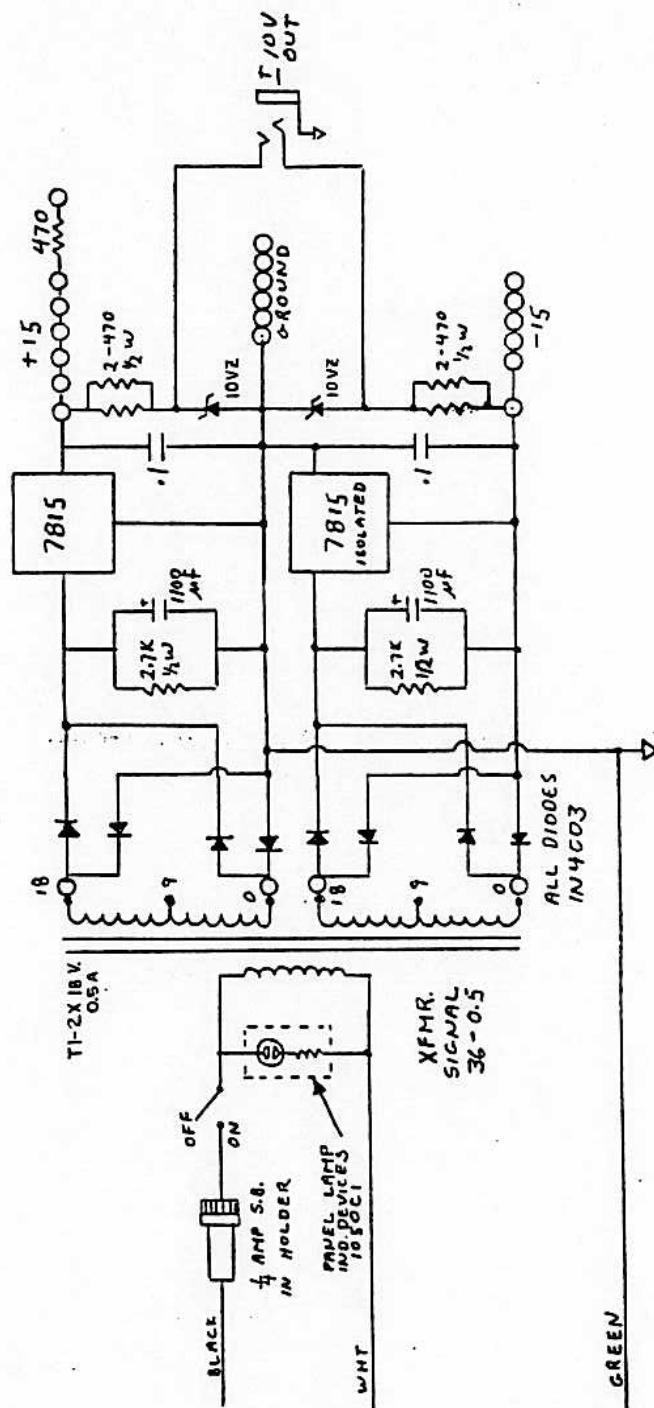 BLACK
¼ AMP S.B.
IN HOLDER
OFF
ON
PANEL LAMP
IND. DEVICES
1050C1
WHT
GREEN
T1-2X18 V.
0.5A
XFMR.
SIGNAL
36-0.5
18
9
0
18
9
0
ALL DIODES
1N4003
2.7K
½W
+
1100
µF
2.7K
1/2W
+
1100
µF
7815
7815
ISOLATED
.1
.1
+15
470
2-470
½W
10VZ
GROUND
10VZ
2-470
½W
-15
± 10V
OUT